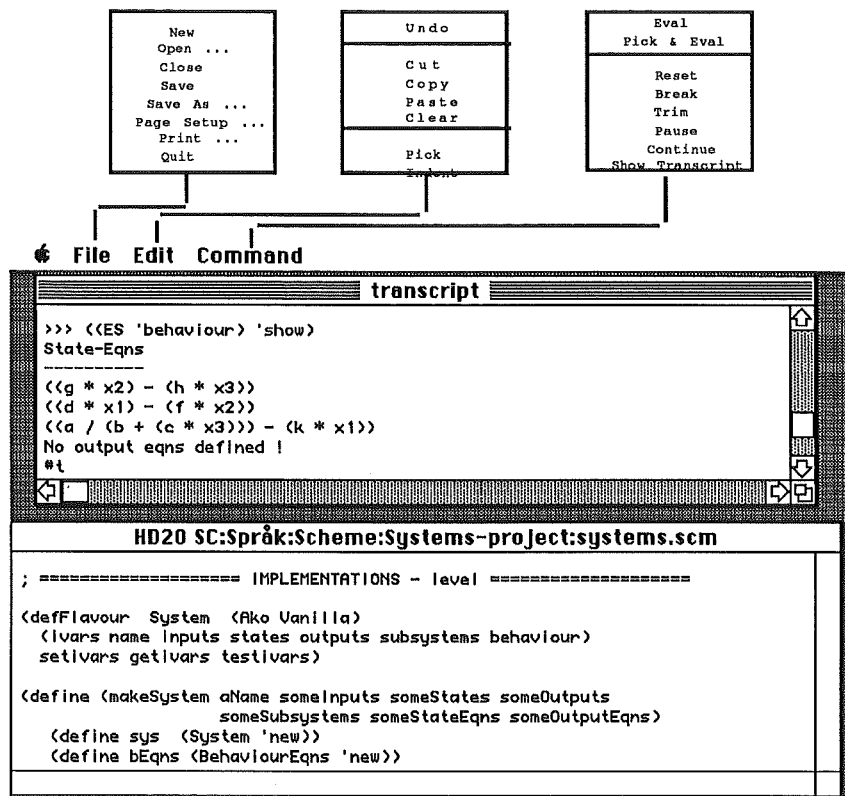 New
Open ...
Close
Save
Save As ...
Page Setup ...
Print ...
Quit
Undo
Cut
Copy
Paste
Clear
Pick
Indent
Eval
Pick & Eval
Reset
Break
Trim
Pause
Continue
Show Transcript
File Edit Command
transcript
>>> ((ES 'behaviour) 'show)
State-Eqns
----------
((g * x2) - (h * x3))
((d * x1) - (f * x2))
((a / (b + (c * x3))) - (k * x1))
No output eqns defined !
#t
HD20 SC:Språk:Scheme:Systems-project:systems.scm
; ==================== IMPLEMENTATIONS - level ====================
(defFlavour System (Ako Vanilla)
(ivars name inputs states outputs subsystems behaviour)
setivars getivars testivars)
(define (makeSystem aName someInputs someStates someOutputs
someSubsystems someStateEqns someOutputEqns)
(define sys (System 'new))
(define bEqns (BehaviourEqns 'new))